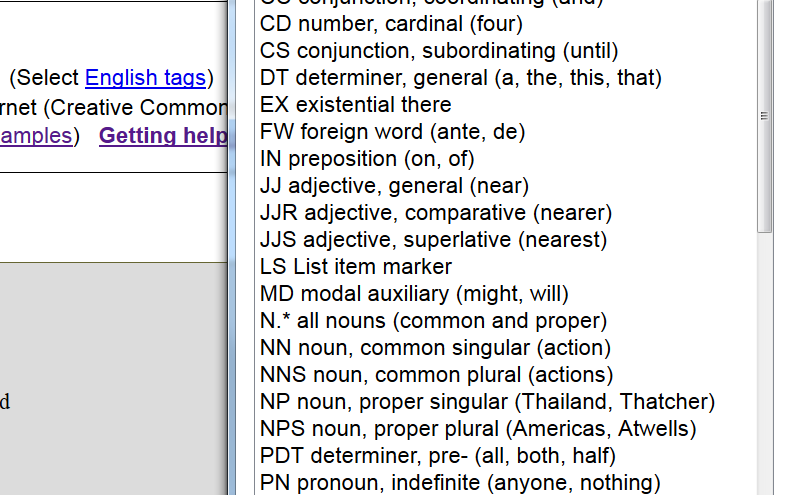 (Select English tags)
rnet (Creative Common
amples) Getting help
d
CD number, cardinal (four)
CS conjunction, subordinating (until)
DT determiner, general (a, the, this, that)
EX existential there
FW foreign word (ante, de)
IN preposition (on, of)
JJ adjective, general (near)
JJR adjective, comparative (nearer)
JJS adjective, superlative (nearest)
LS List item marker
MD modal auxiliary (might, will)
N.* all nouns (common and proper)
NN noun, common singular (action)
NNS noun, common plural (actions)
NP noun, proper singular (Thailand, Thatcher)
NPS noun, proper plural (Americas, Atwells)
PDT determiner, pre- (all, both, half)
PN pronoun, indefinite (anyone, nothing)